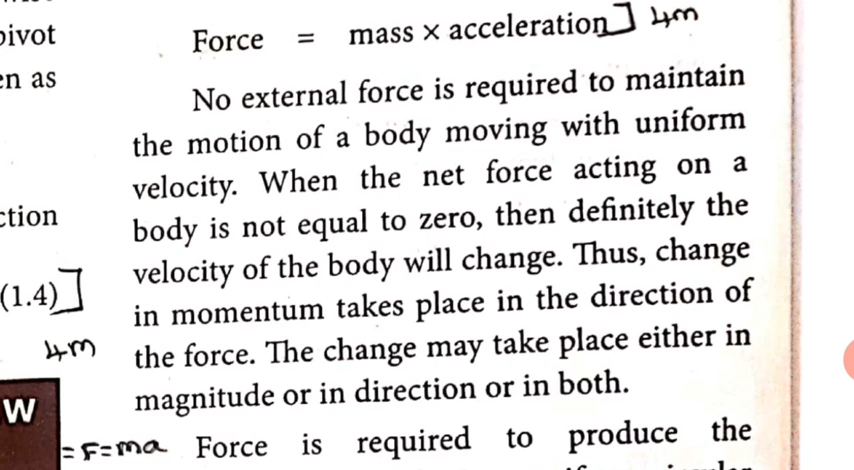 pivot
en as
ction
(1.4)]
4m
W
Force = mass × acceleration] 4m
No external force is required to maintain
the motion of a body moving with uniform
velocity. When the net force acting on a
body is not equal to zero, then definitely the
velocity of the body will change. Thus, change
in momentum takes place in the direction of
the force. The change may take place either in
magnitude or in direction or in both.
=F=ma Force is required to produce the